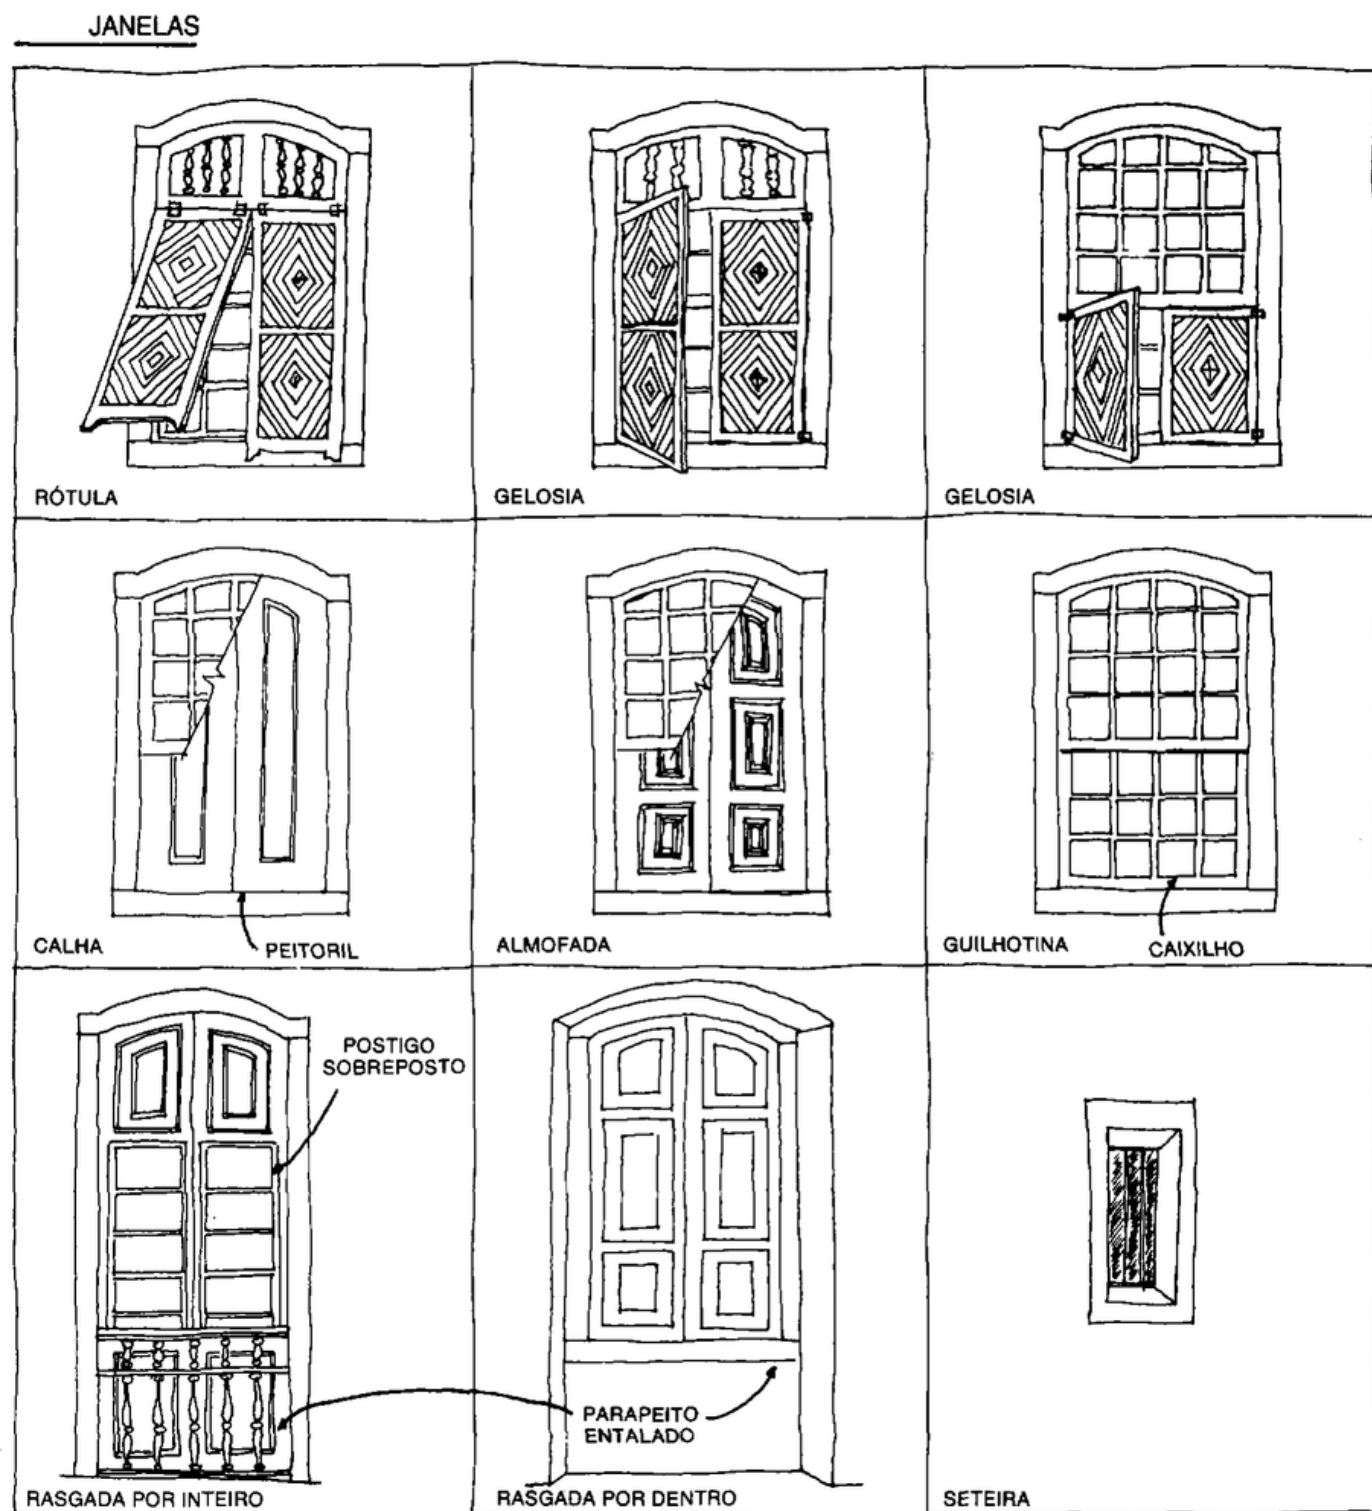 JANELAS
RÓTULA
GELOSIA
GELOSIA
CALHA
PEITORIL
ALMOFADA
GUILHOTINA
CAIXILHO
POSTIGO
SOBREPOSTO
PARAPEITO
ENTALADO
RASGADA POR INTEIRO
RASGADA POR DENTRO
SETEIRA